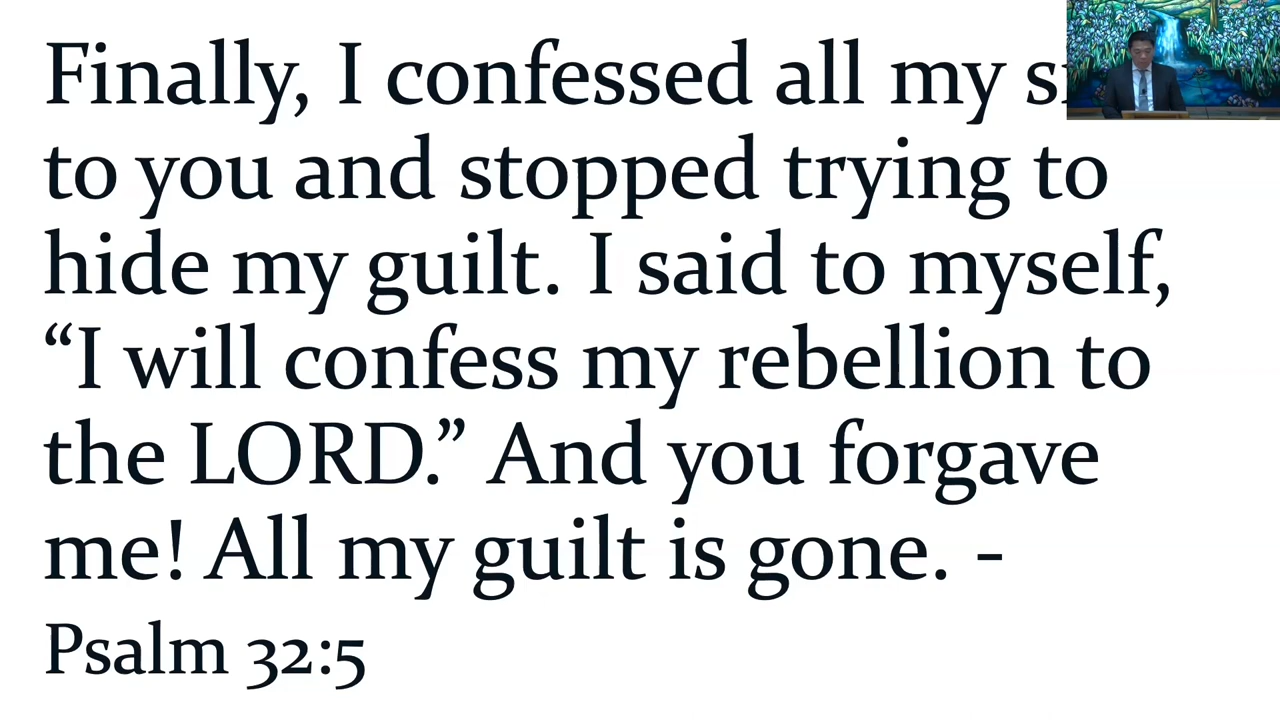 Finally, I confessed all my
to you and stopped trying to
hide my guilt. I said to myself,
“I will confess my rebellion to
the LORD.” And you forgave
me! All my guilt is gone. -
Psalm 32:5